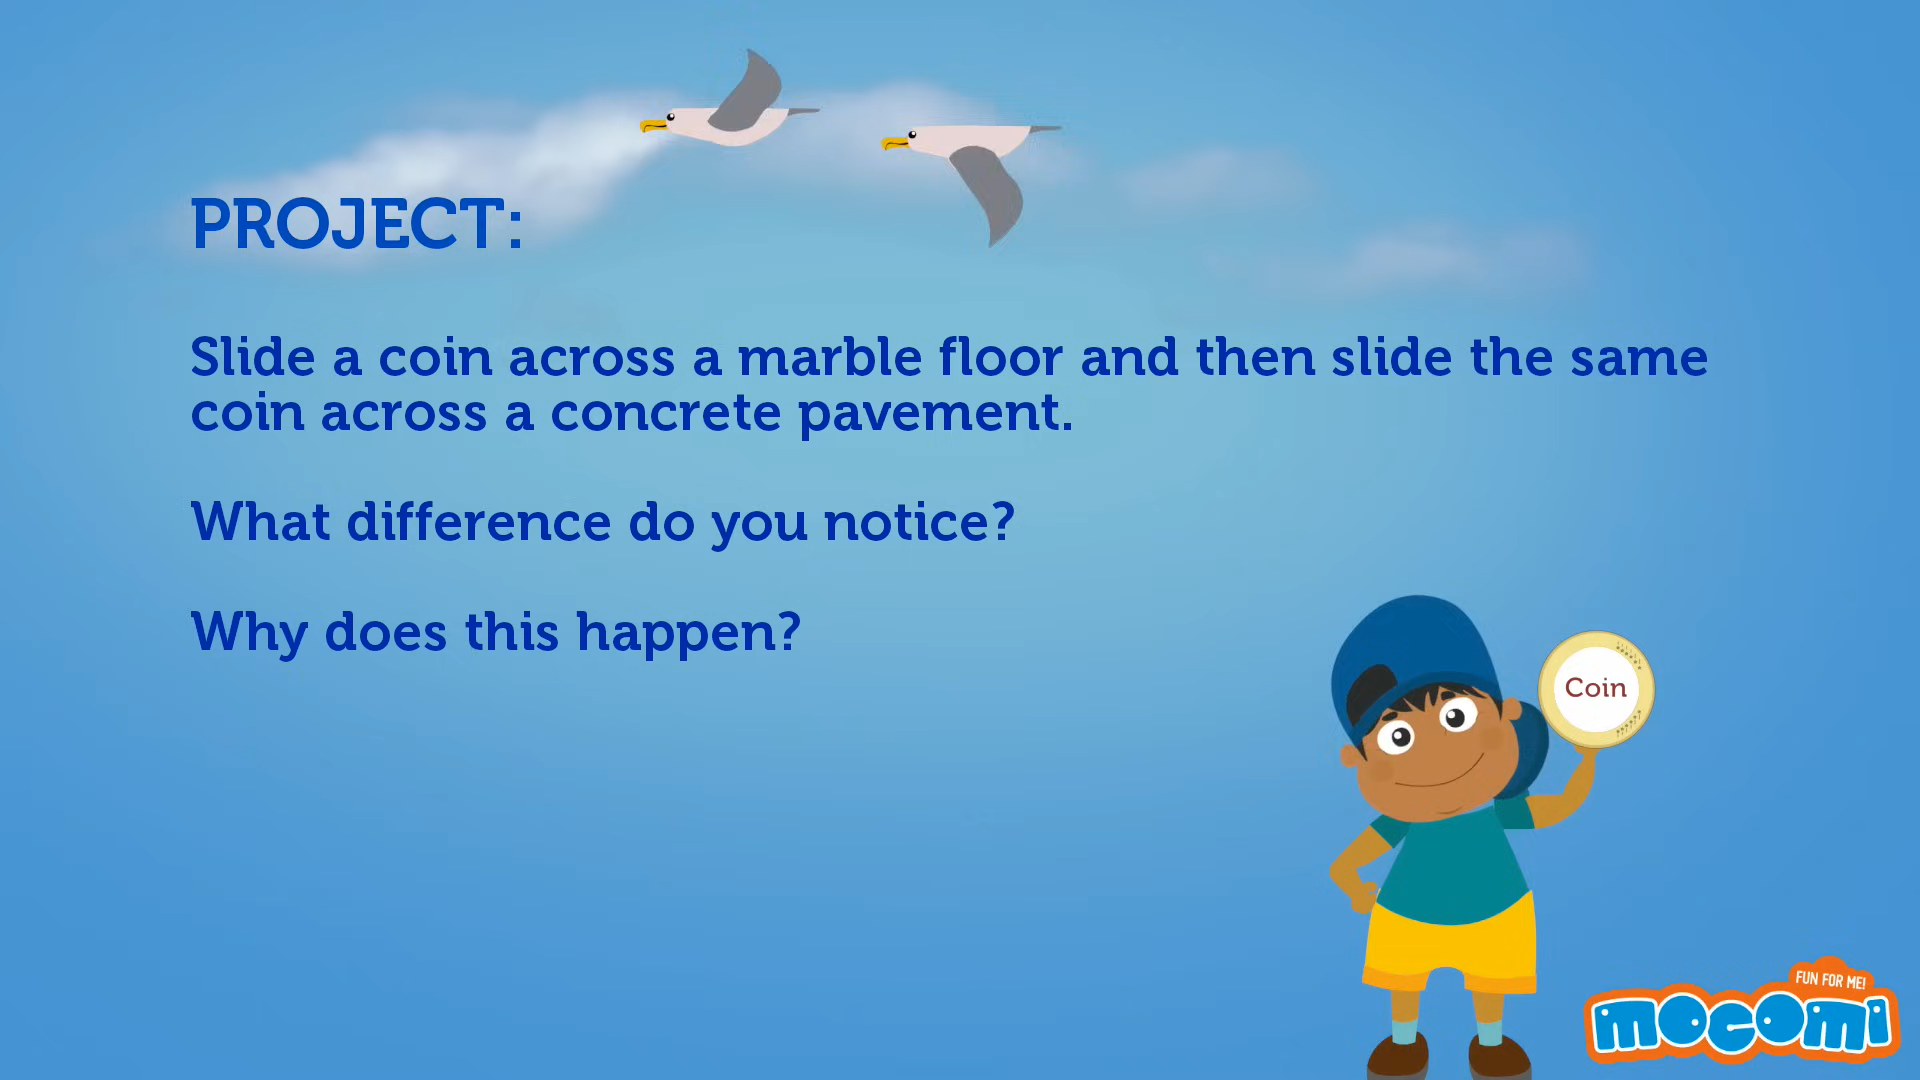 PROJECT:
Slide a coin across a marble floor and then slide the same
coin across a concrete pavement.
What difference do you notice?
Why does this happen?
Coin
FUN FOR ME!
mocomi